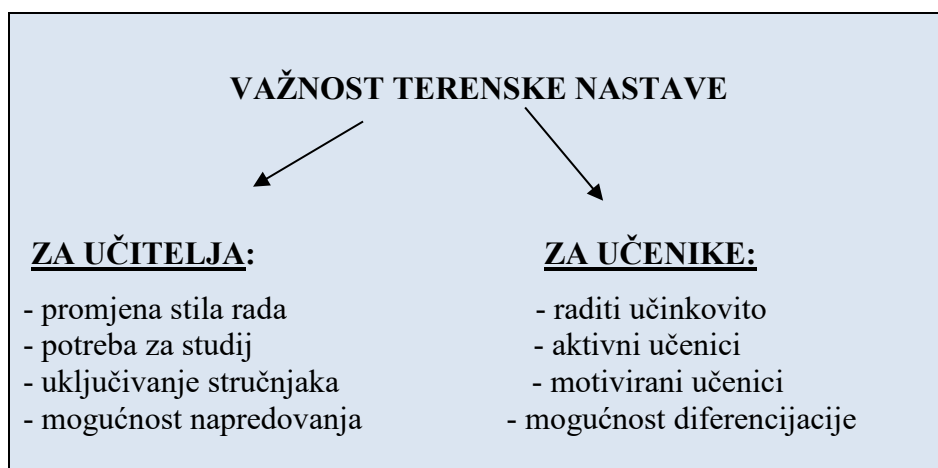 VAŽNOST TERENSKE NASTAVE
ZA UČITELJA:
- promjena stila rada
- potreba za studij
- uključivanje stručnjaka
- mogućnost napredovanja
ZA UČENIKE:
- raditi učinkovito
- aktivni učenici
- motivirani učenici
- mogućnost diferencijacije